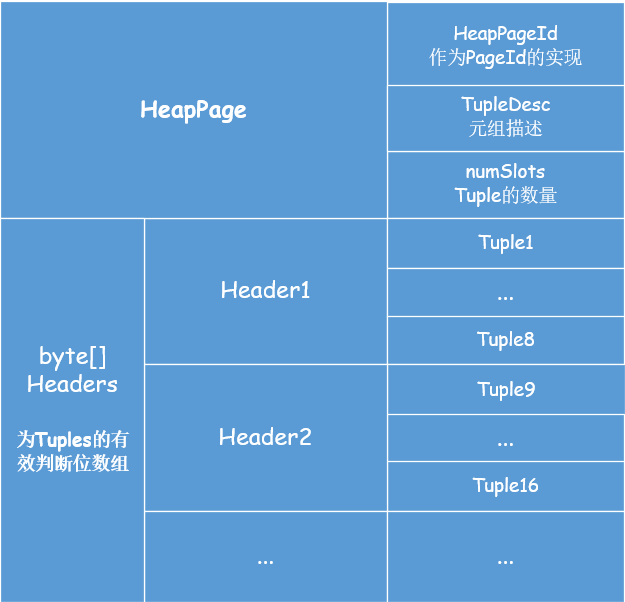 HeapPage
HeapPageId
作为PageId的实现
TupleDesc
元组描述
numSlots
Tuple的数量
byte[]
Headers
为Tuples的有
效判断位数组
Header1
Tuple1
...
Tuple8
Header2
Tuple9
...
Tuple16
...
...